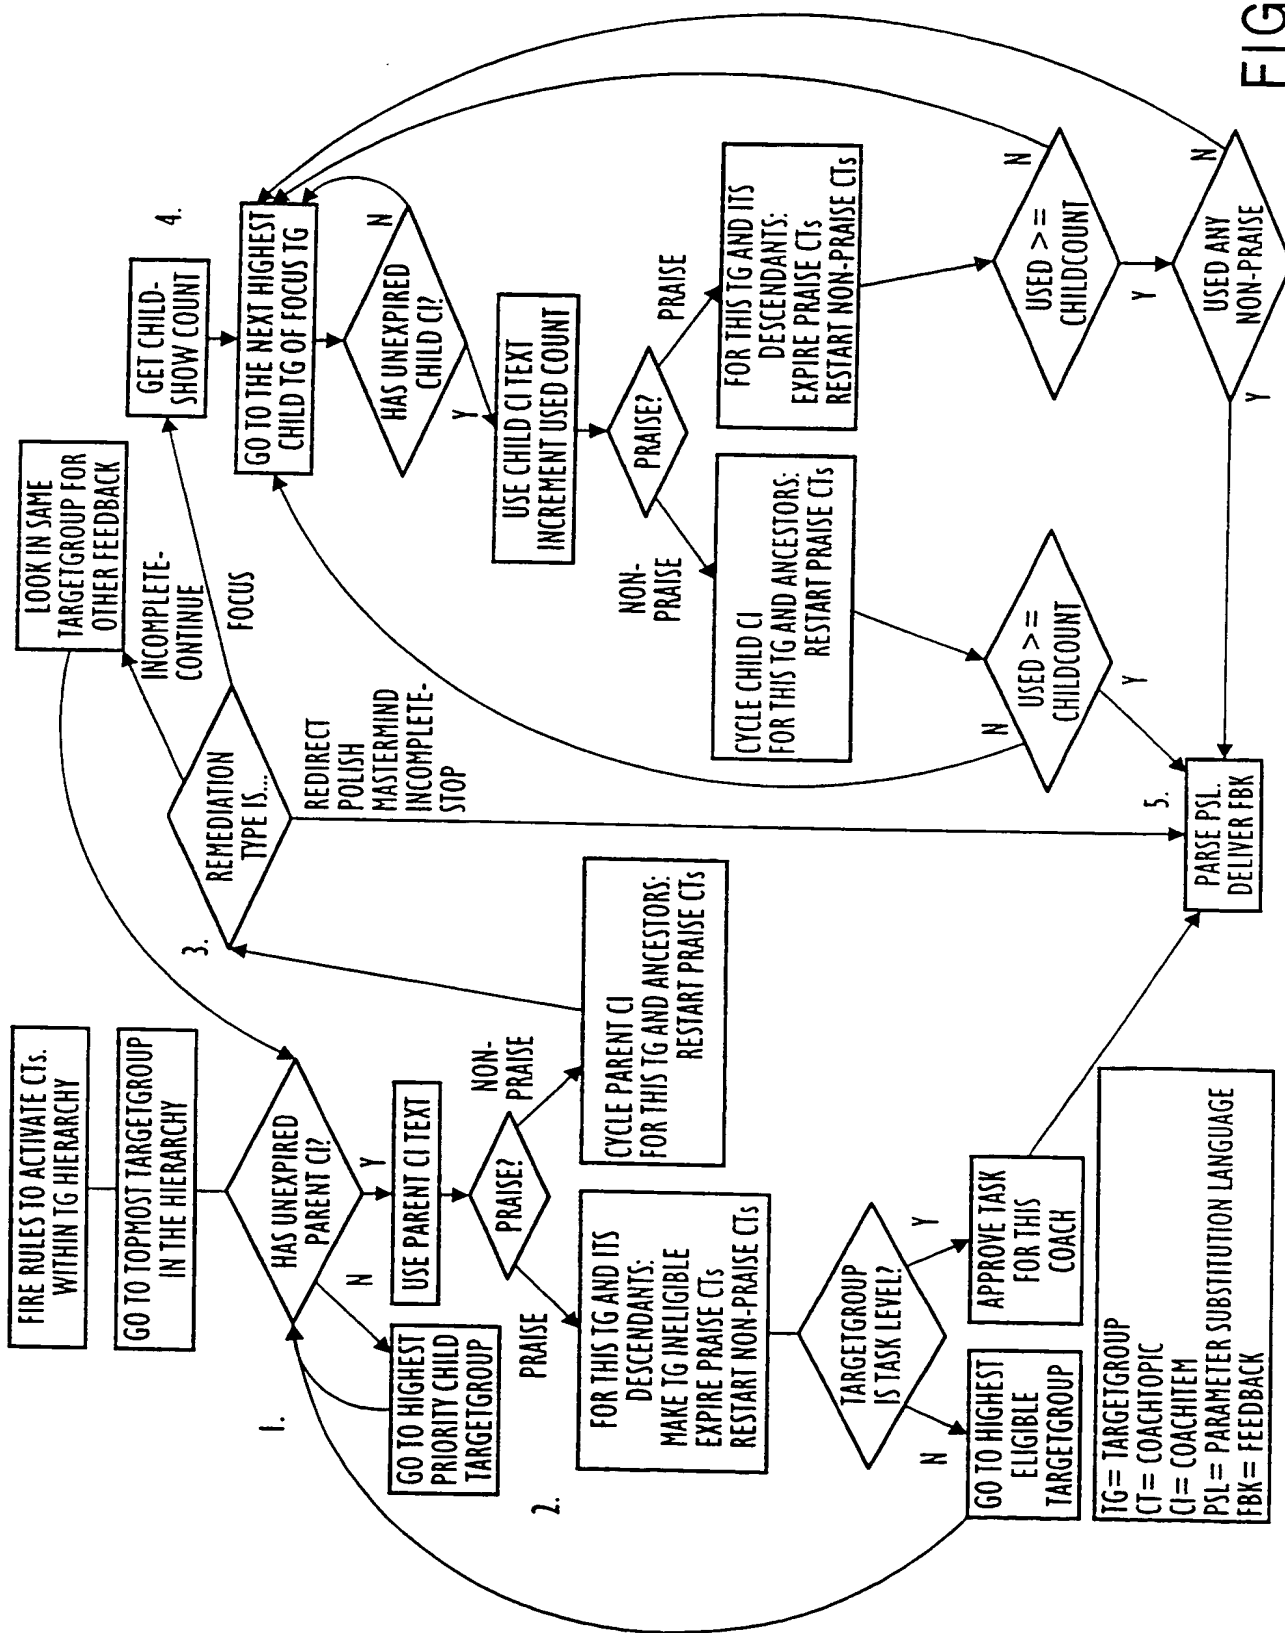 FIRE RULES TO ACTIVATE CTs.
WITHIN TG HIERARCHY
GO TO TOPMOST TARGETGROUP
IN THE HIERARCHY
1.
HAS UNEXPIRED
PARENT CI?
N
Y
GO TO HIGHEST
PRIORITY CHILD
TARGETGROUP
USE PARENT CI TEXT
2.
PRAISE?
PRAISE
NON-
PRAISE
FOR THIS TG AND ITS
DESCENDANTS:
MAKE TG INELIGIBLE
EXPIRE PRAISE CTs
RESTART NON-PRAISE CTs
CYCLE PARENT CI
FOR THIS TG AND ANCESTORS:
RESTART PRAISE CTs
TARGETGROUP
IS TASK LEVEL?
N
Y
GO TO HIGHEST
ELIGIBLE
TARGETGROUP
APPROVE TASK
FOR THIS
COACH
TG= TARGETGROUP
CT= COACHTOPIC
CI= COACHITEM
PSL= PARAMETER SUBSTITUTION LANGUAGE
FBK= FEEDBACK
3.
REMEDIATION
TYPE IS...
LOOK IN SAME
TARGETGROUP FOR
OTHER FEEDBACK
INCOMPLETE-
CONTINUE
FOCUS
REDIRECT
POLISH
MASTERMIND
INCOMPLETE-
STOP
4.
GET CHILD-
SHOW COUNT
GO TO THE NEXT HIGHEST
CHILD TG OF FOCUS TG
HAS UNEXPIRED
CHILD CI?
N
Y
USE CHILD CI TEXT
INCREMENT USED COUNT
PRAISE?
NON-
PRAISE
PRAISE
CYCLE CHILD CI
FOR THIS TG AND ANCESTORS:
RESTART PRAISE CTs
FOR THIS TG AND ITS
DESCENDANTS:
EXPIRE PRAISE CTs
RESTART NON-PRAISE CTs
USED >=
CHILDCOUNT
N
Y
USED >=
CHILDCOUNT
N
Y
USED ANY
NON-PRAISE
N
Y
5.
PARSE PSL.
DELIVER FBK
FIG